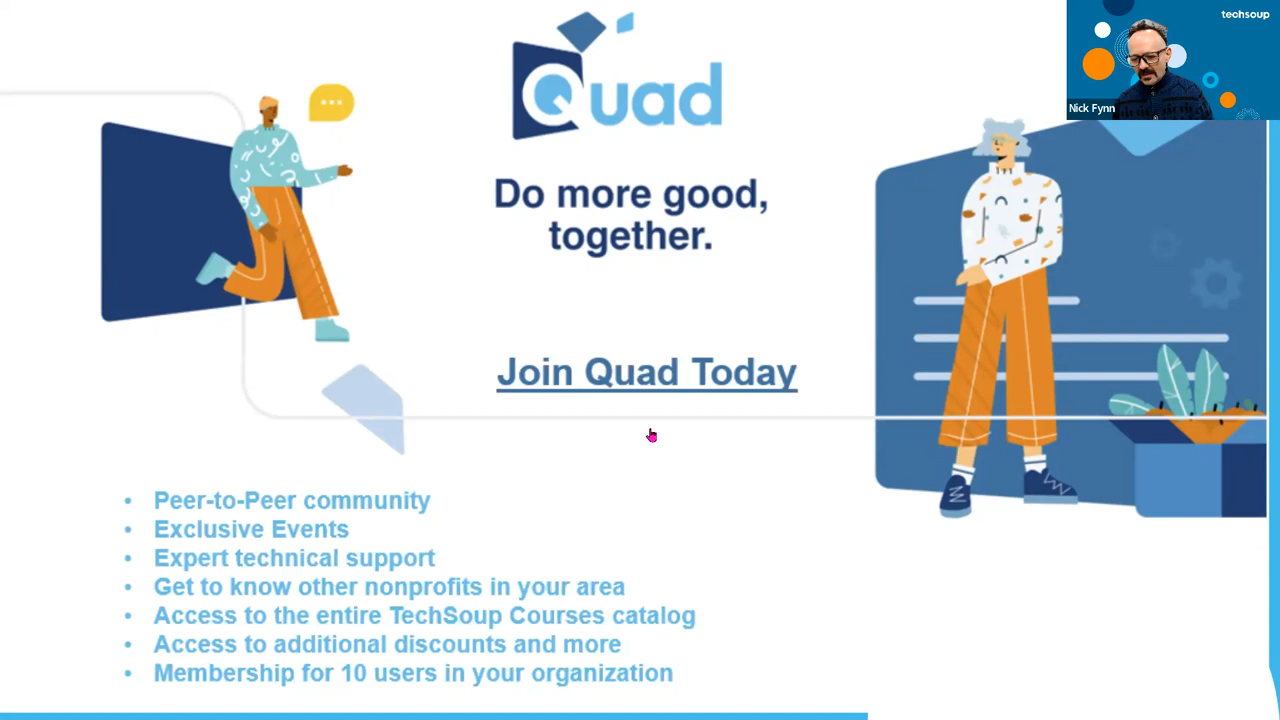 techsoup
Nick Fynn
Quad
Do more good,
together.
Join Quad Today
• Peer-to-Peer community
• Exclusive Events
• Expert technical support
• Get to know other nonprofits in your area
• Access to the entire TechSoup Courses catalog
• Access to additional discounts and more
• Membership for 10 users in your organization